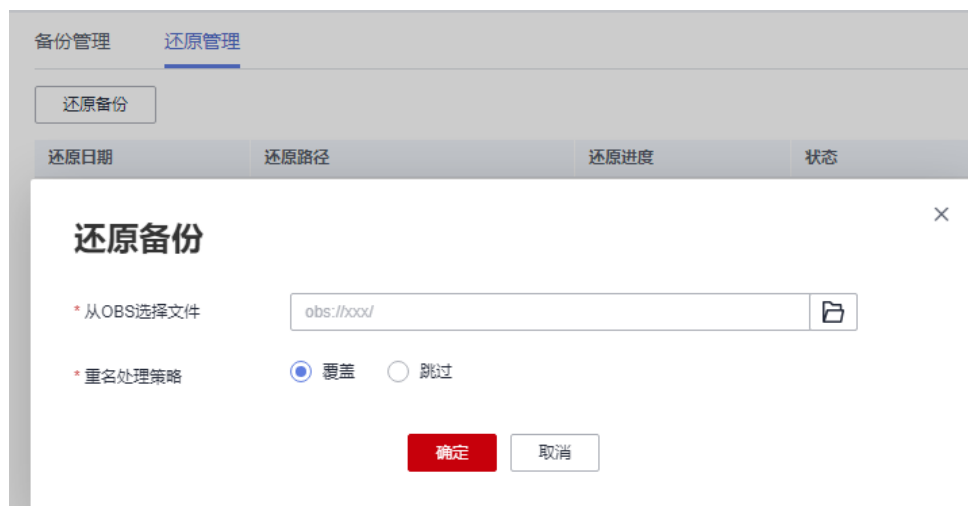 备份管理 还原管理
还原备份
还原日期 还原路径 还原进度 状态
还原备份
* 从OBS选择文件 obs://xxx/
* 重名处理策略 覆盖 跳过
确定 取消